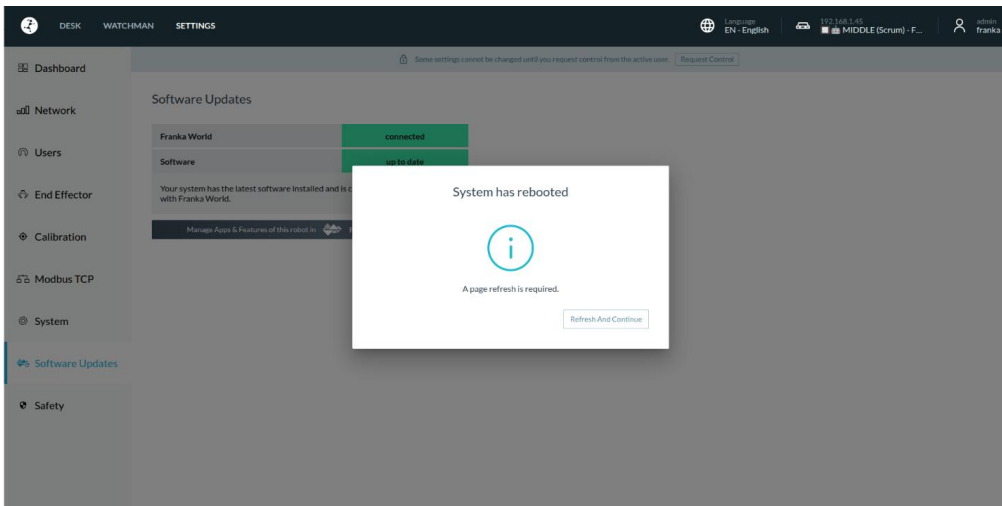 DESK WATCHMAN SETTINGS
Language
EN - English
192.168.1.45
MIDDLE (Scrum) - F...
admin
franka
Some settings cannot be changed until you request control from the active user. Request Control
Dashboard
Network
Users
End Effector
Calibration
Modbus TCP
System
Software Updates
Safety
Software Updates
Franka World connected
Software up to date
Your system has the latest software installed and is c
with Franka World.
Manage Apps & Features of this robot in
System has rebooted
i
A page refresh is required.
Refresh And Continue